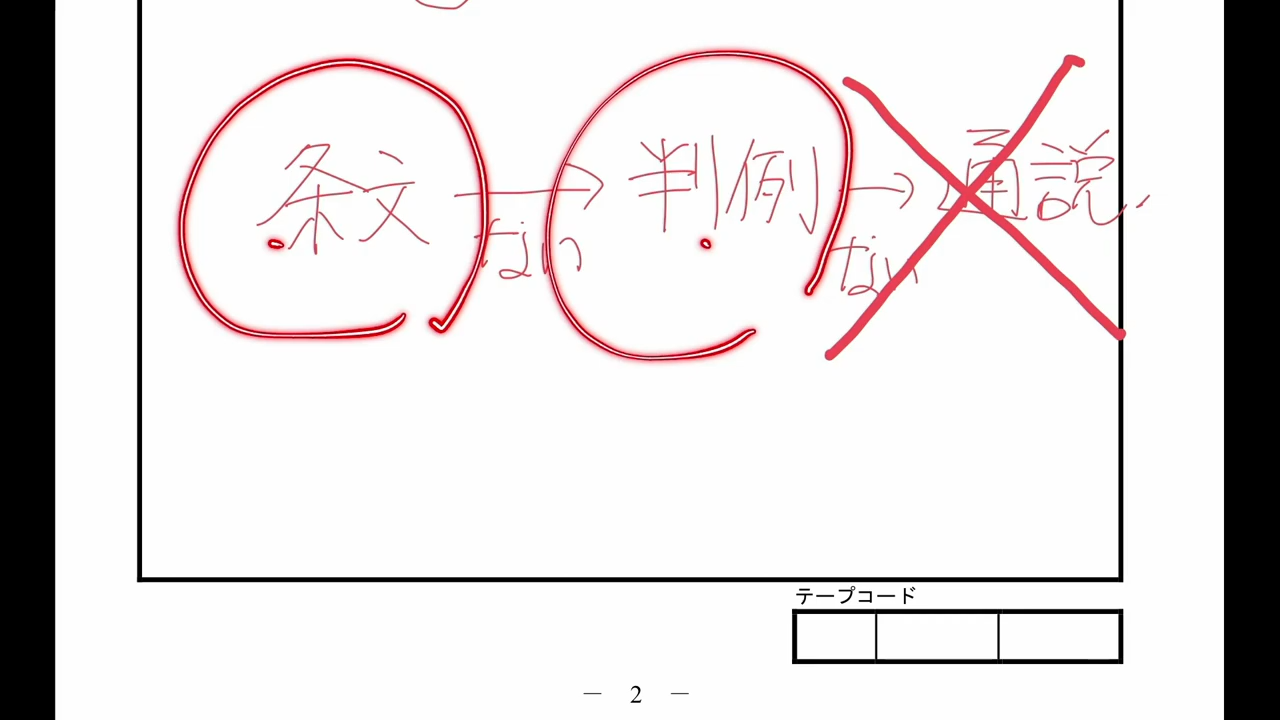 条文 → 判例 → 通説.
ない ない
テープコード
― 2 ―